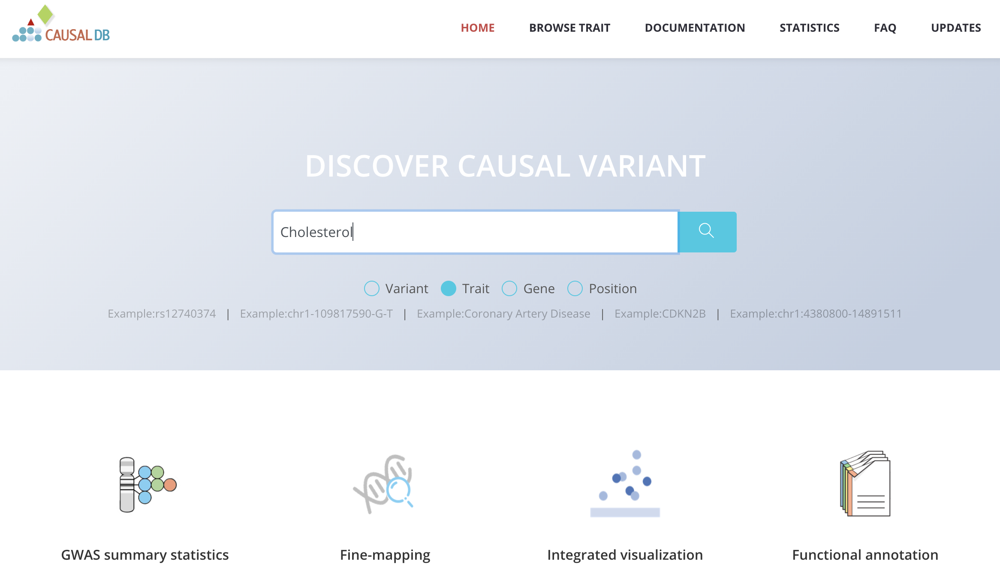 CAUSAL DB
HOME BROWSE TRAIT DOCUMENTATION STATISTICS FAQ UPDATES
DISCOVER CAUSAL VARIANT
Cholesterol
Variant Trait Gene Position
Example:rs12740374 | Example:chr1-109817590-G-T | Example:Coronary Artery Disease | Example:CDKN2B | Example:chr1:4380800-14891511
GWAS summary statistics Fine-mapping Integrated visualization Functional annotation